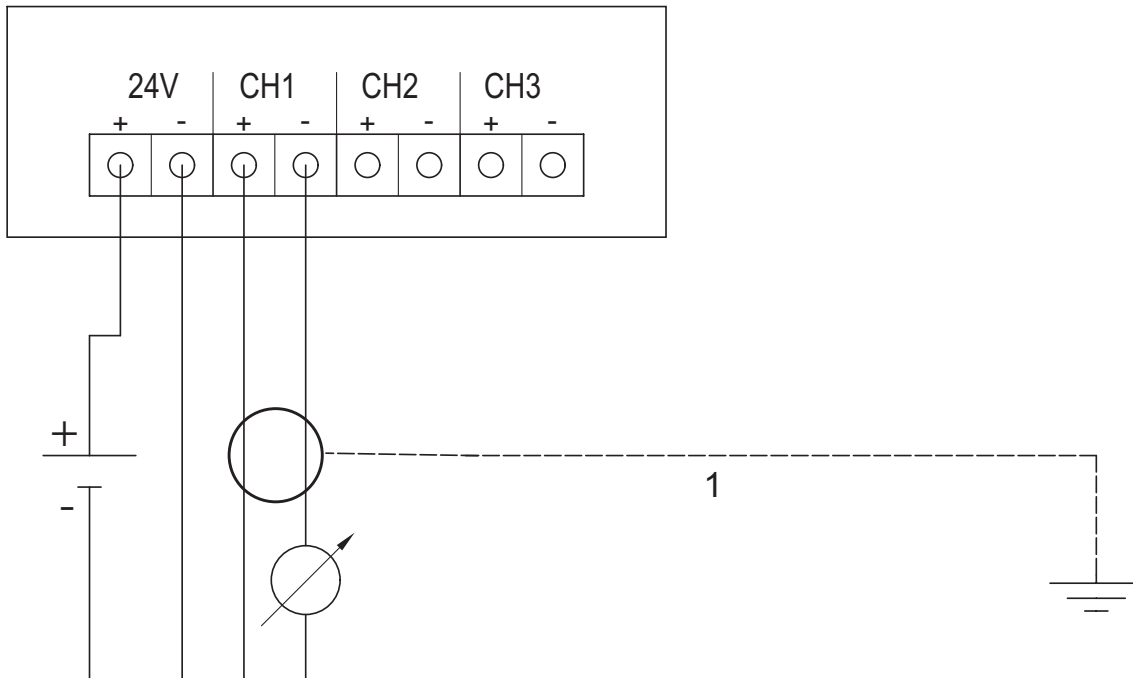 24V CH1 CH2 CH3
+ - + - + - + -
+
-
1